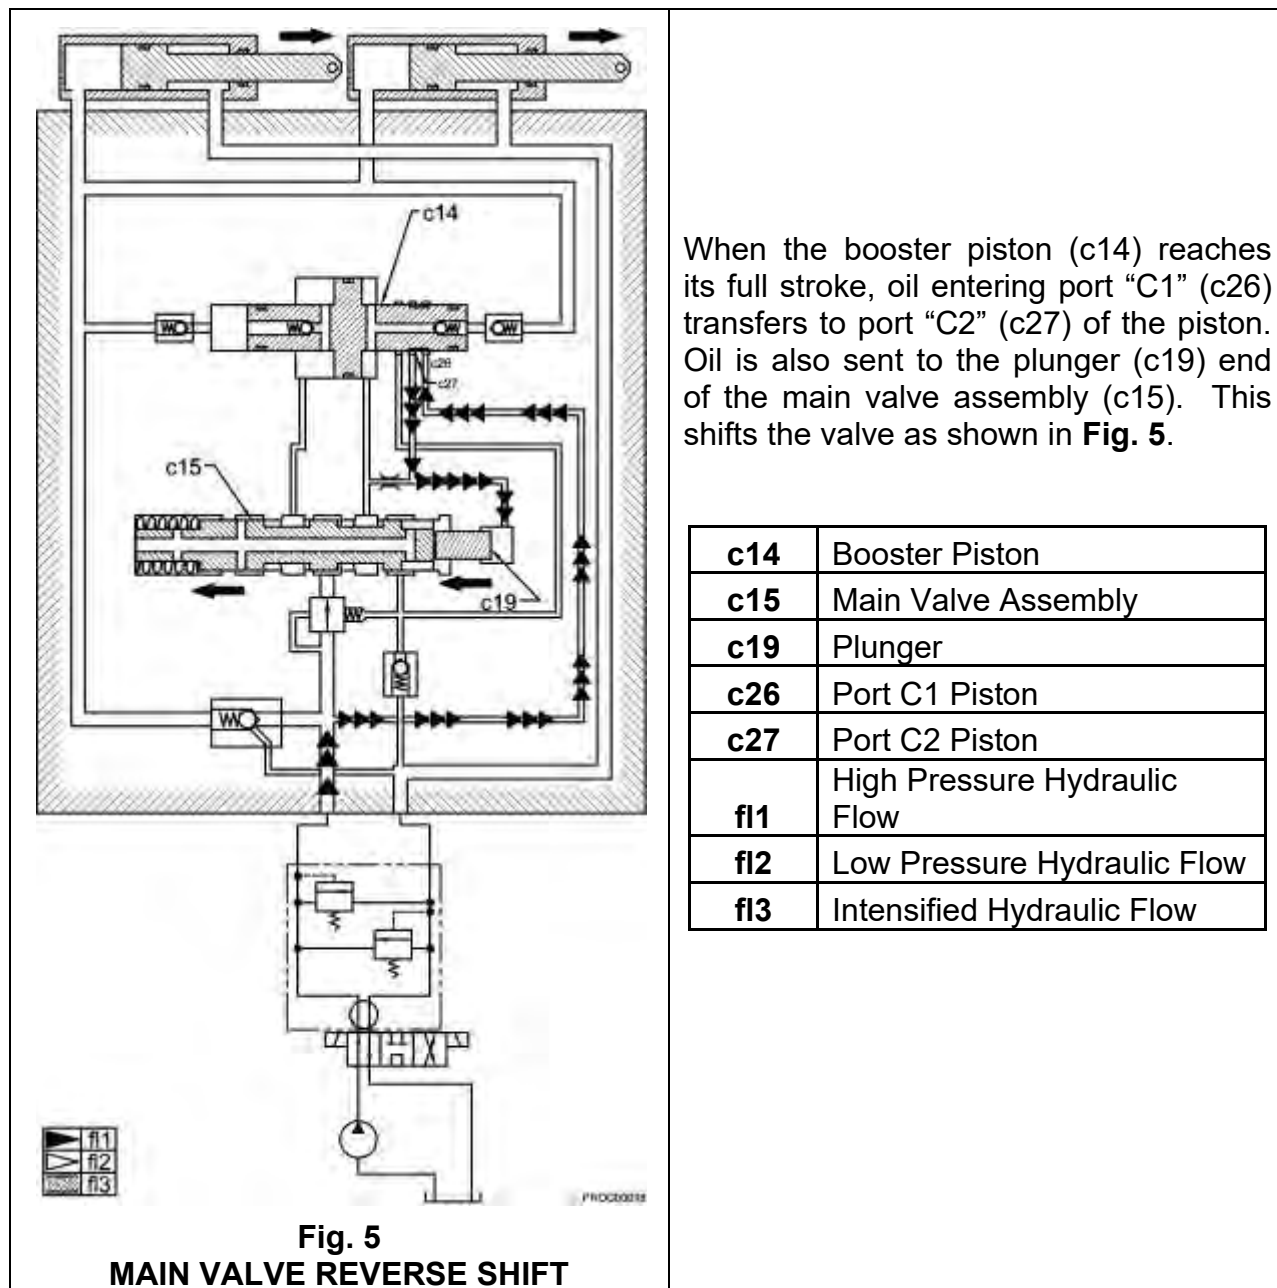 c14
c26
c27
c15
c19
fl1
fl2
fl3
PROC00018
Fig. 5
MAIN VALVE REVERSE SHIFT
When the booster piston (c14) reaches
its full stroke, oil entering port “C1” (c26)
transfers to port “C2” (c27) of the piston.
Oil is also sent to the plunger (c19) end
of the main valve assembly (c15). This
shifts the valve as shown in Fig. 5.
c14 Booster Piston
c15 Main Valve Assembly
c19 Plunger
c26 Port C1 Piston
c27 Port C2 Piston
fl1 High Pressure Hydraulic
Flow
fl2 Low Pressure Hydraulic Flow
fl3 Intensified Hydraulic Flow